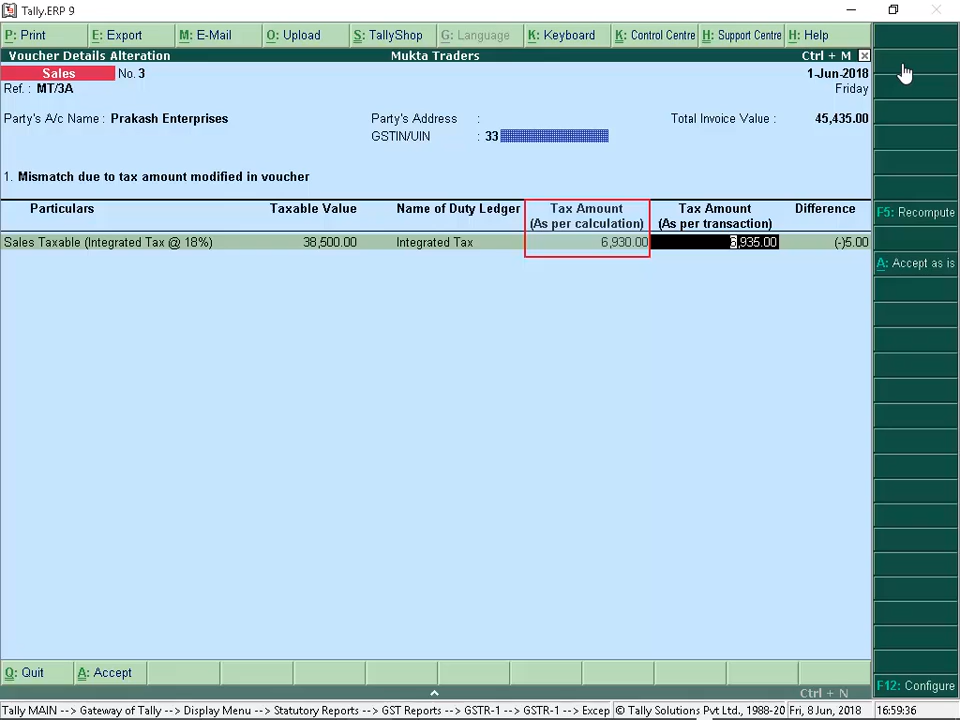 Tally.ERP 9
P: Print E: Export M: E-Mail O: Upload S: TallyShop G: Language K: Keyboard K: Control Centre H: Support Centre H: Help
Voucher Details Alteration Mukta Traders Ctrl + M
Sales No. 3 1-Jun-2018
Ref. : MT/3A Friday
Party's A/c Name : Prakash Enterprises Party's Address : Total Invoice Value : 45,435.00
GSTIN/UIN : 33
1. Mismatch due to tax amount modified in voucher
Particulars Taxable Value Name of Duty Ledger Tax Amount Tax Amount Difference
(As per calculation) (As per transaction)
F5: Recompute
Sales Taxable (Integrated Tax @ 18%) 38,500.00 Integrated Tax 6,930.00 6,935.00 (-)5.00
A: Accept as is
Q: Quit A: Accept
F12: Configure
Ctrl + N
Tally MAIN --> Gateway of Tally --> Display Menu --> Statutory Reports --> GST Reports --> GSTR-1 --> GSTR-1 --> Excep © Tally Solutions Pvt Ltd., 1988-20 Fri, 8 Jun, 2018 16:59:36